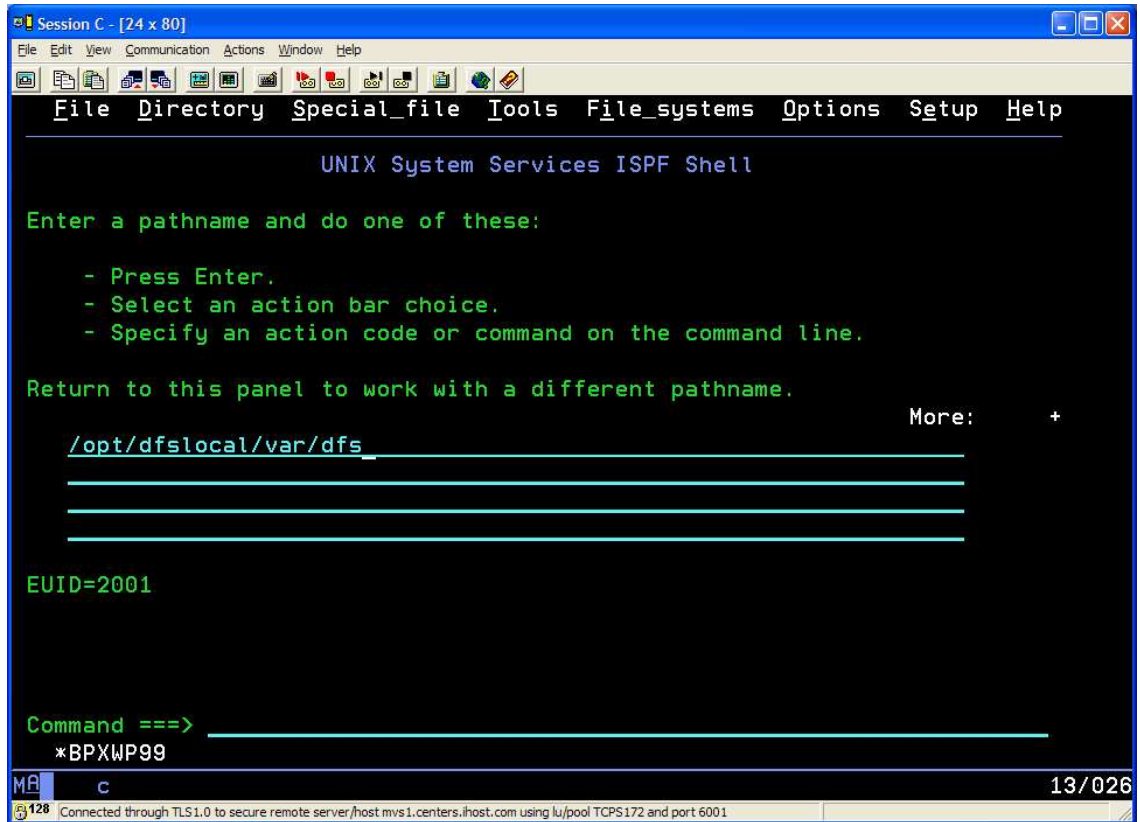 Session C - [24 x 80]
File Edit View Communication Actions Window Help
File Directory Special_file Tools File_systems Options Setup Help
UNIX System Services ISPF Shell
Enter a pathname and do one of these:
- Press Enter.
- Select an action bar choice.
- Specify an action code or command on the command line.
Return to this panel to work with a different pathname.
More: +
/opt/dfslocal/var/dfs_
EUID=2001
Command ===>
*BPXWP99
MA c 13/026
128 Connected through TLS1.0 to secure remote server/host mvs1.centers.ihost.com using lu/pool TCPS172 and port 6001